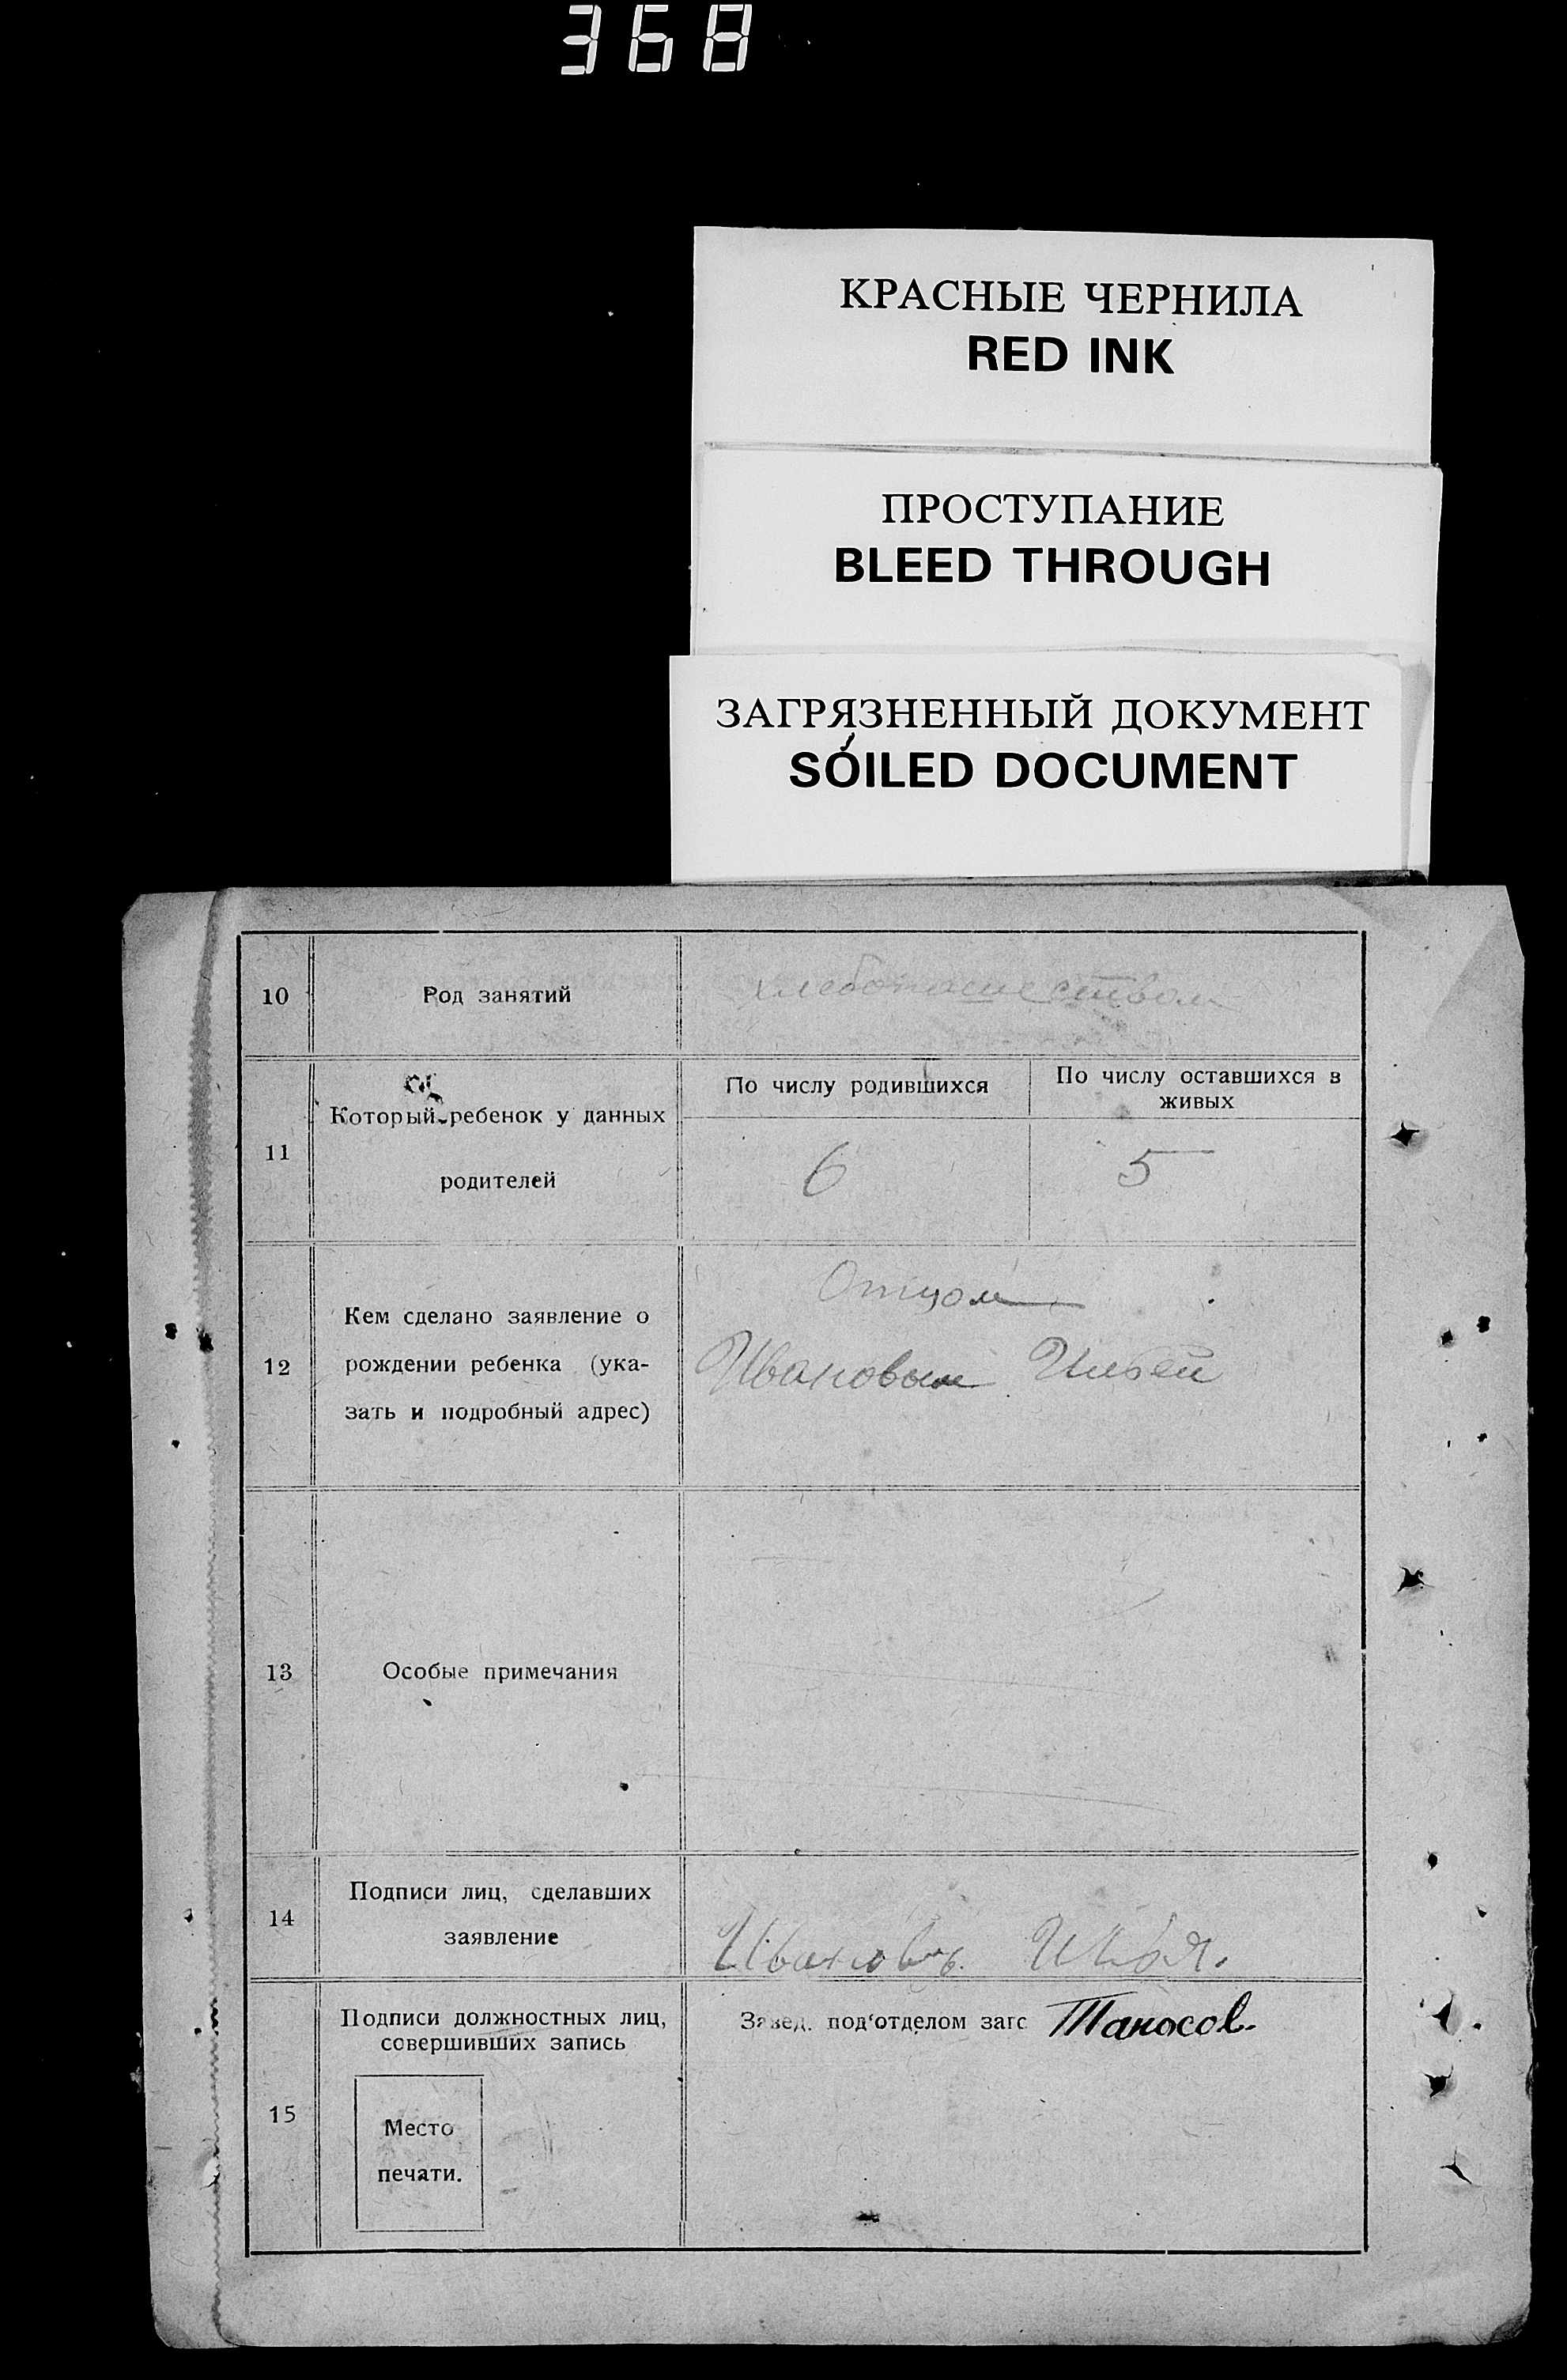 368
КРАСНЫЕ ЧЕРНИЛА
RED INK
ПРОСТУПАНИЕ
BLEED THROUGH
ЗАГРЯЗНЕННЫЙ ДОКУМЕНТ
SOILED DOCUMENT
10
Род занятий
хлебопашеством
11
Который ребенок у данных
родителей
По числу родившихся
По числу оставшихся в
живых
6
5
12
Кем сделано заявление о
рождении ребенка (ука-
зать и подробный адрес)
Отцом
Ивановым Ильей
13
Особые примечания
14
Подписи лиц, сделавших
заявление
Ивановъ Илья.
15
Подписи должностных лиц,
совершивших запись
Место
печати.
Завед. под'отделом загс